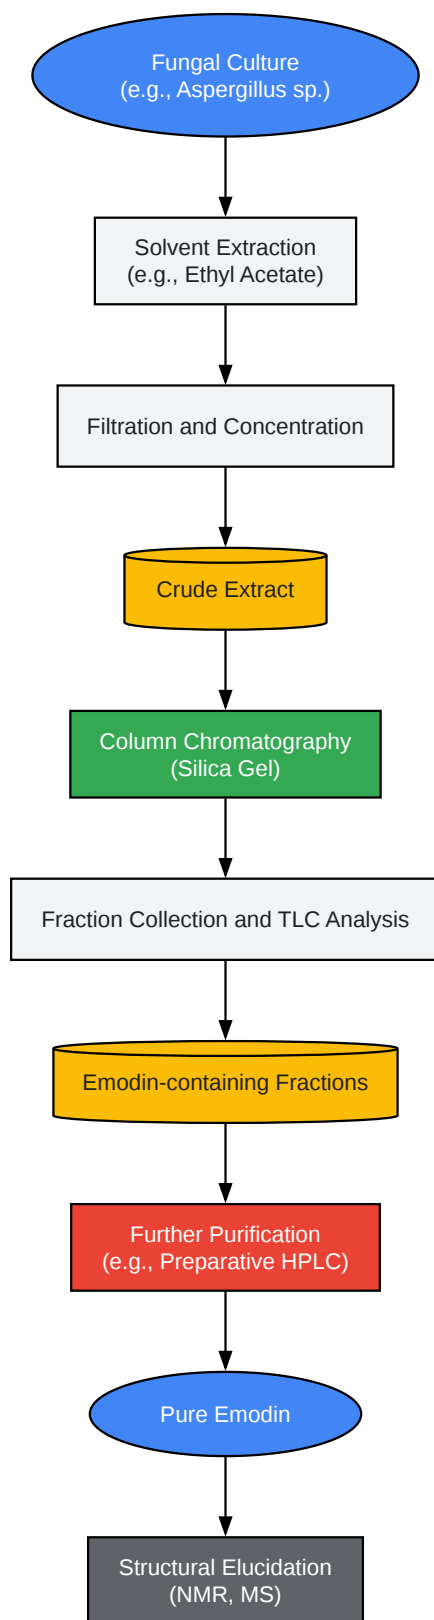 Fungal Culture
(e.g., Aspergillus sp.)
Solvent Extraction
(e.g., Ethyl Acetate)
Filtration and Concentration
Crude Extract
Column Chromatography
(Silica Gel)
Fraction Collection and TLC Analysis
Emodin-containing Fractions
Further Purification
(e.g., Preparative HPLC)
Pure Emodin
Structural Elucidation
(NMR, MS)